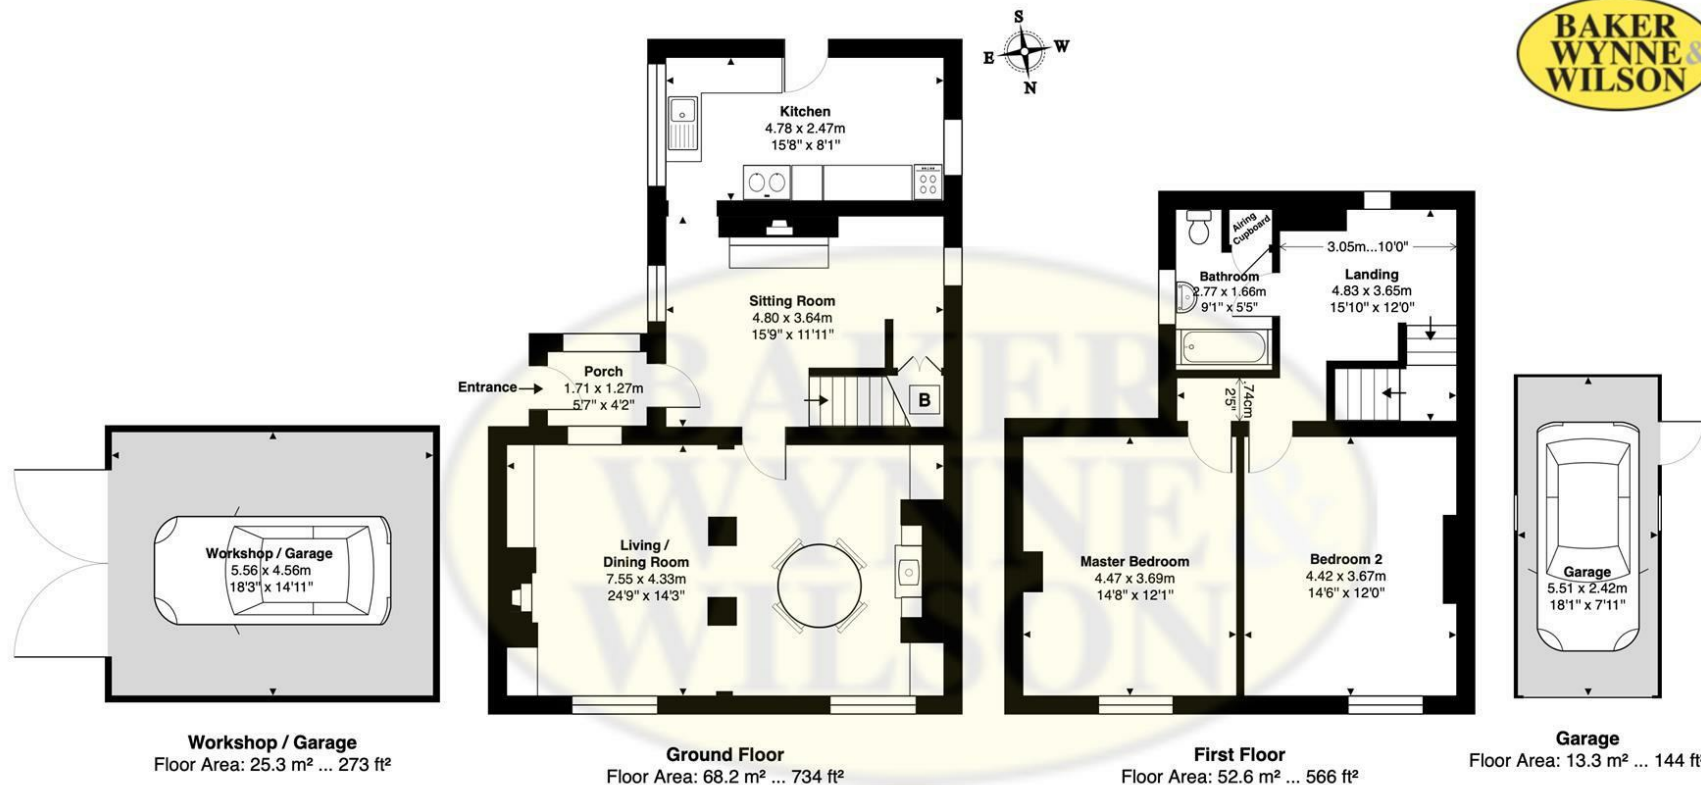 S
E W
N
BAKER
WYNNE &
WILSON
Kitchen
4.78 x 2.47m
15'8" x 8'1"
Sitting Room
4.80 x 3.64m
15'9" x 11'11"
B
Porch
1.71 x 1.27m
5'7" x 4'2"
Entrance
Living /
Dining Room
7.55 x 4.33m
24'9" x 14'3"
Workshop / Garage
5.56 x 4.56m
18'3" x 14'11"
Airing
Cupboard
Bathroom
2.77 x 1.66m
9'1" x 5'5"
3.05m...10'0"
Landing
4.83 x 3.65m
15'10" x 12'0"
.74cm
2'5"
Master Bedroom
4.47 x 3.69m
14'8" x 12'1"
Bedroom 2
4.42 x 3.67m
14'6" x 12'0"
Garage
5.51 x 2.42m
18'1" x 7'11"
BAKER
WYNNE &
WILSON
Workshop / Garage
Floor Area: 25.3 m² ... 273 ft²
Ground Floor
Floor Area: 68.2 m² ... 734 ft²
First Floor
Floor Area: 52.6 m² ... 566 ft²
Garage
Floor Area: 13.3 m² ... 144 ft²